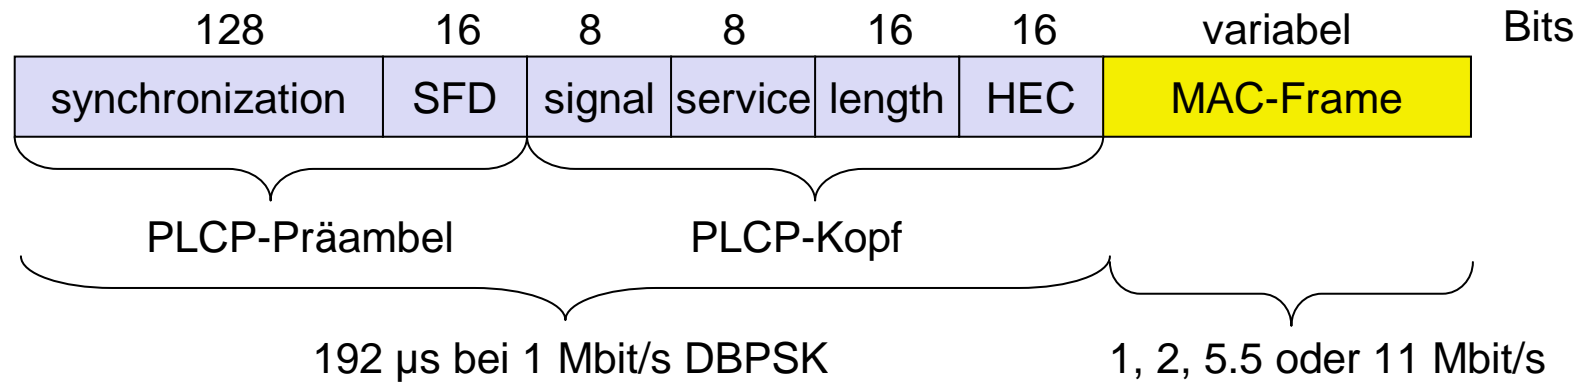 128 16 8 8 16 16 variabel Bits
synchronization SFD signal service length HEC MAC-Frame
PLCP-Präambel PLCP-Kopf
192 µs bei 1 Mbit/s DBPSK 1, 2, 5.5 oder 11 Mbit/s